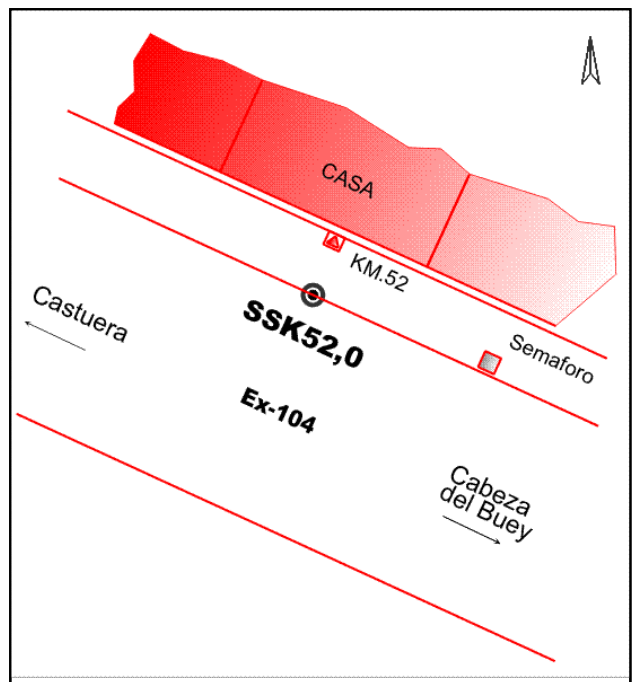 CASA
KM.52
Castuera
SSK52,0
Semaforo
Ex-104
Cabeza
del Buey